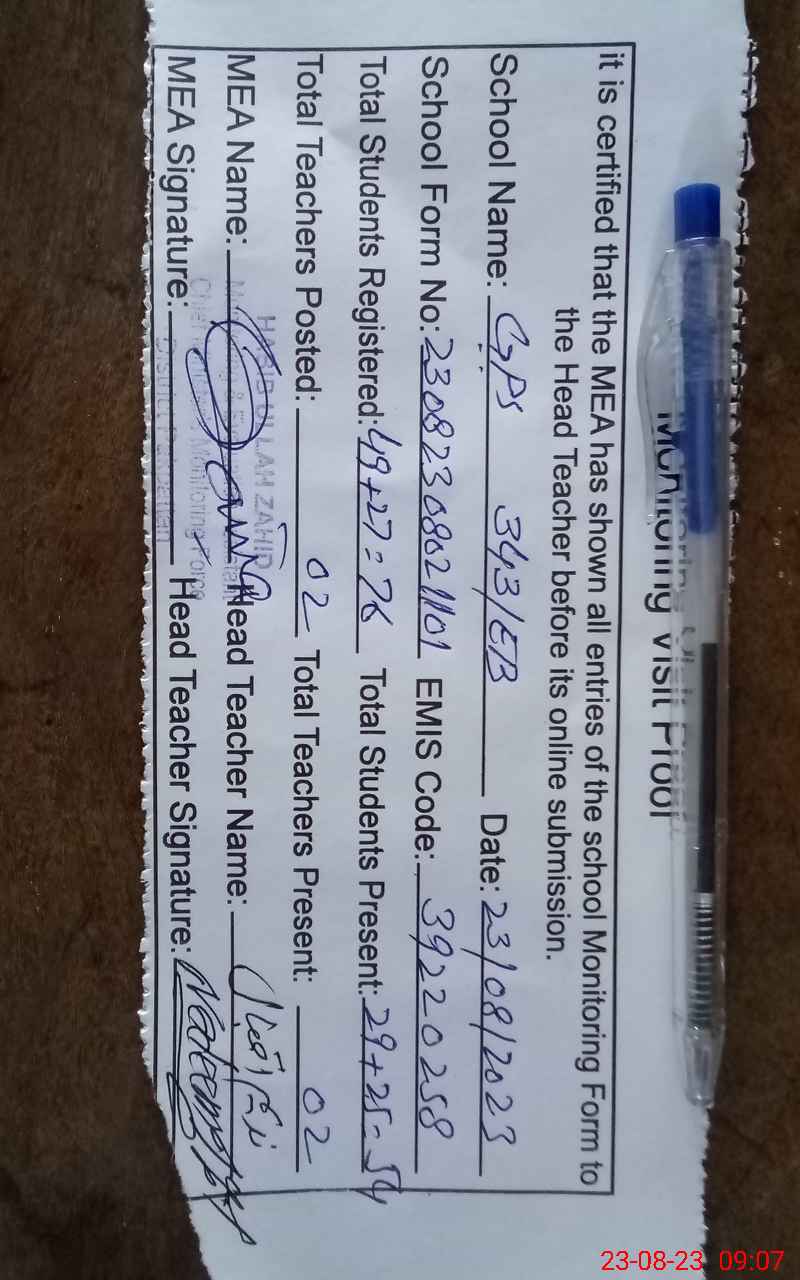 Monitoring Visit Proof
it is certified that the MEA has shown all entries of the school Monitoring Form to
the Head Teacher before its online submission.
School Name: GPS 343/EB Date: 23/08/2023
School Form No: 23082308021101 EMIS Code: 39220258
Total Students Registered: 49+27=76 Total Students Present: 29+25=54
Total Teachers Posted: 02 Total Teachers Present: 02
MEA Name: Head Teacher Name:
HABIB ULLAH ZAHID
MEA Signature: Head Teacher Signature:
23-08-23 09:07